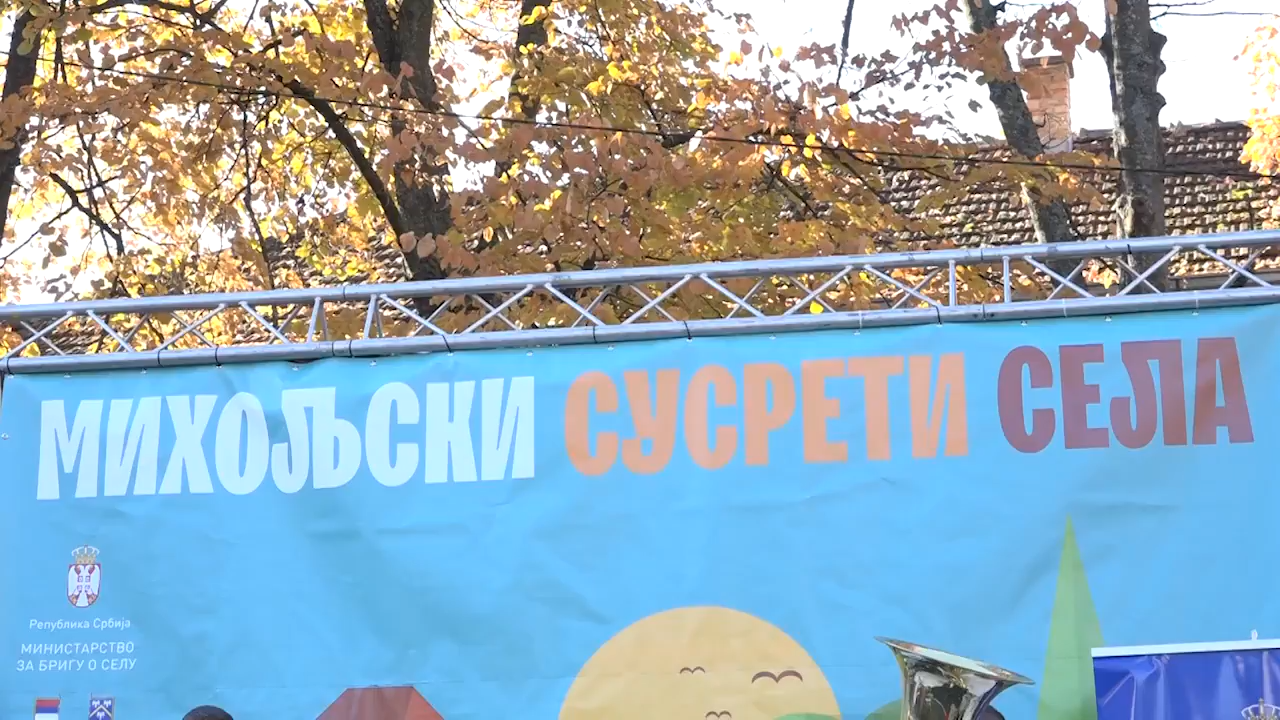 МИХОЉСКИ СУСРЕТИ СЕЛА
Република Србија
МИНИСТАРСТВО
ЗА БРИГУ О СЕЛУ